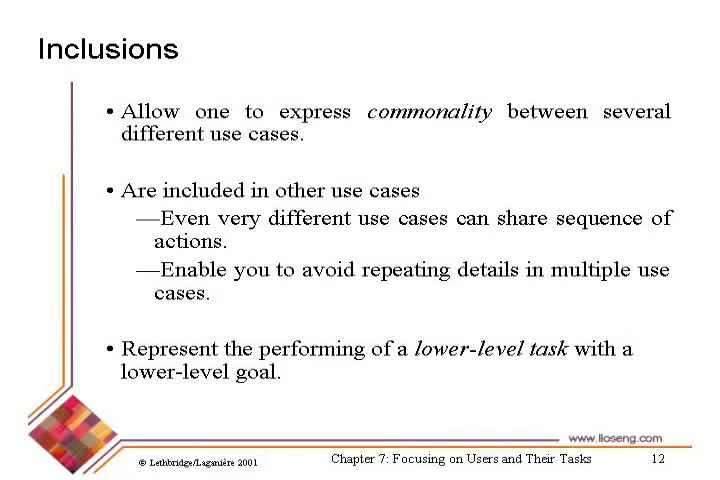 Inclusions
• Allow one to express commonality between several
different use cases.
• Are included in other use cases
—Even very different use cases can share sequence of
actions.
—Enable you to avoid repeating details in multiple use
cases.
• Represent the performing of a lower-level task with a
lower-level goal.
www.lloseng.com
© Lethbridge/Laganière 2001
Chapter 7: Focusing on Users and Their Tasks
12